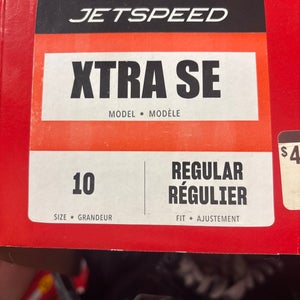 JETSPEED
XTRA SE
MODEL • MODÈLE
10
SIZE • GRANDEUR
REGULAR
RÉGULIER
FIT • AJUSTEMENT
$4